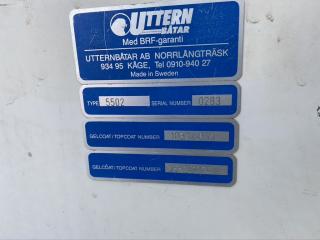 UTTERN
BÅTAR
Med BRF-garanti
UTTERNBÅTAR AB NORRLÅNGTRÄSK
934 95 KÅGE, Tel 0910-940 27
Made in Sweden
TYPE 5502 SERIAL NUMBER 0283
GELCOAT/TOPCOAT NUMBER
GELCOAT/TOPCOAT NUMBER